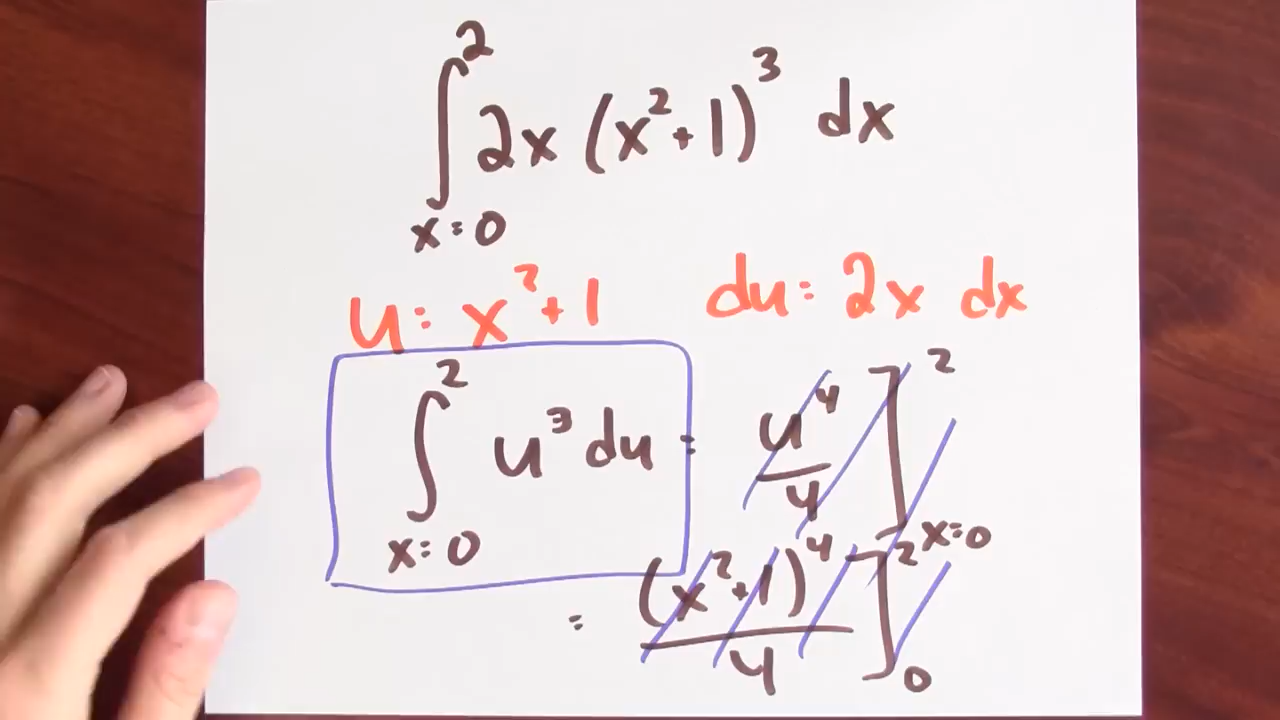 ∫_{x=0}^{2} 2x (x²+1)³ dx
u = x²+1 du = 2x dx
∫_{x=0}^{2} u³ du = u⁴/4 ]_{x=0}^{2}
= (x²+1)⁴/4 ]_{0}^{2}